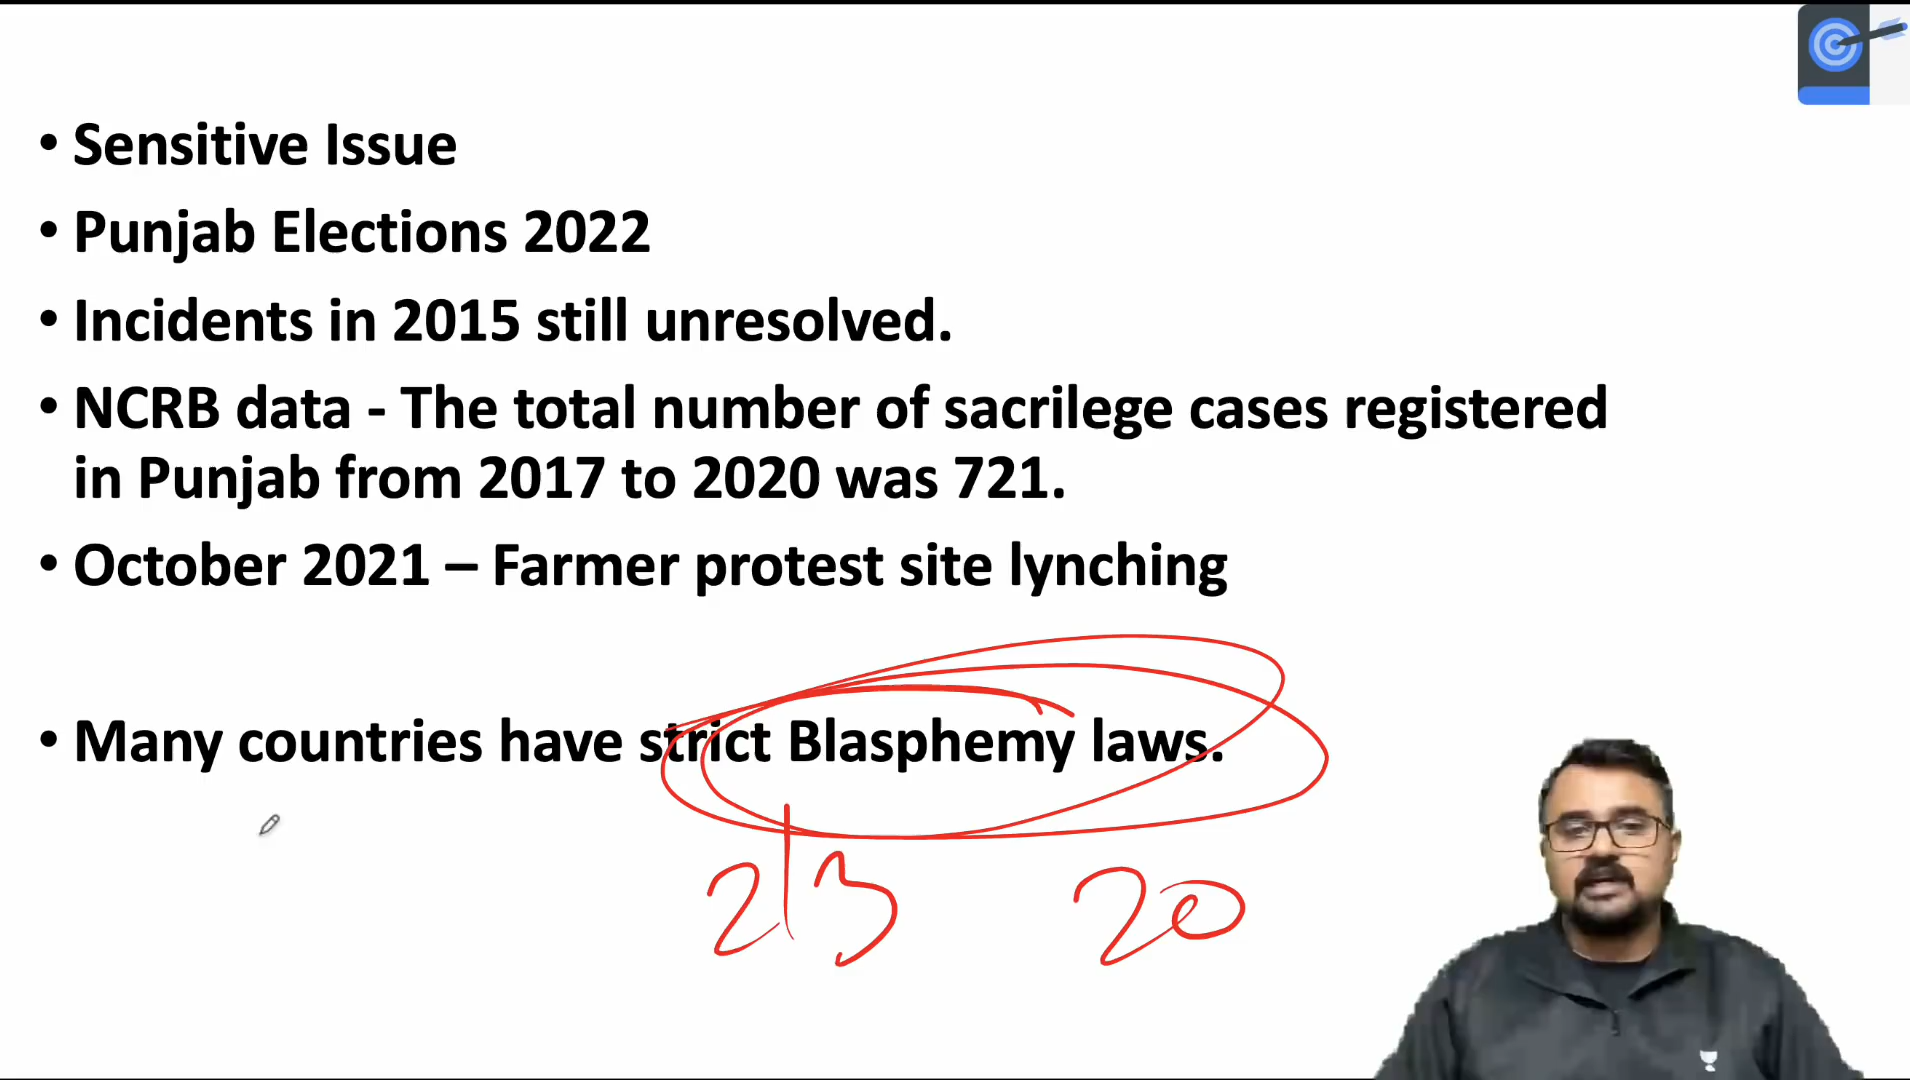 • Sensitive Issue
• Punjab Elections 2022
• Incidents in 2015 still unresolved.
• NCRB data - The total number of sacrilege cases registered
in Punjab from 2017 to 2020 was 721.
• October 2021 – Farmer protest site lynching
• Many countries have strict Blasphemy laws.
2|3 20